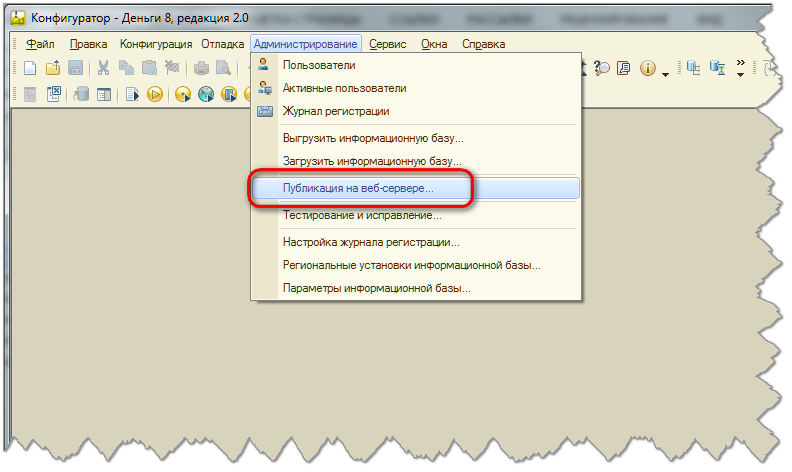 Конфигуратор - Деньги 8, редакция 2.0
Файл Правка Конфигурация Отладка Администрирование Сервис Окна Справка
Пользователи
Активные пользователи
Журнал регистрации
Выгрузить информационную базу...
Загрузить информационную базу...
Публикация на веб-сервере...
Тестирование и исправление...
Настройка журнала регистрации...
Региональные установки информационной базы...
Параметры информационной базы...